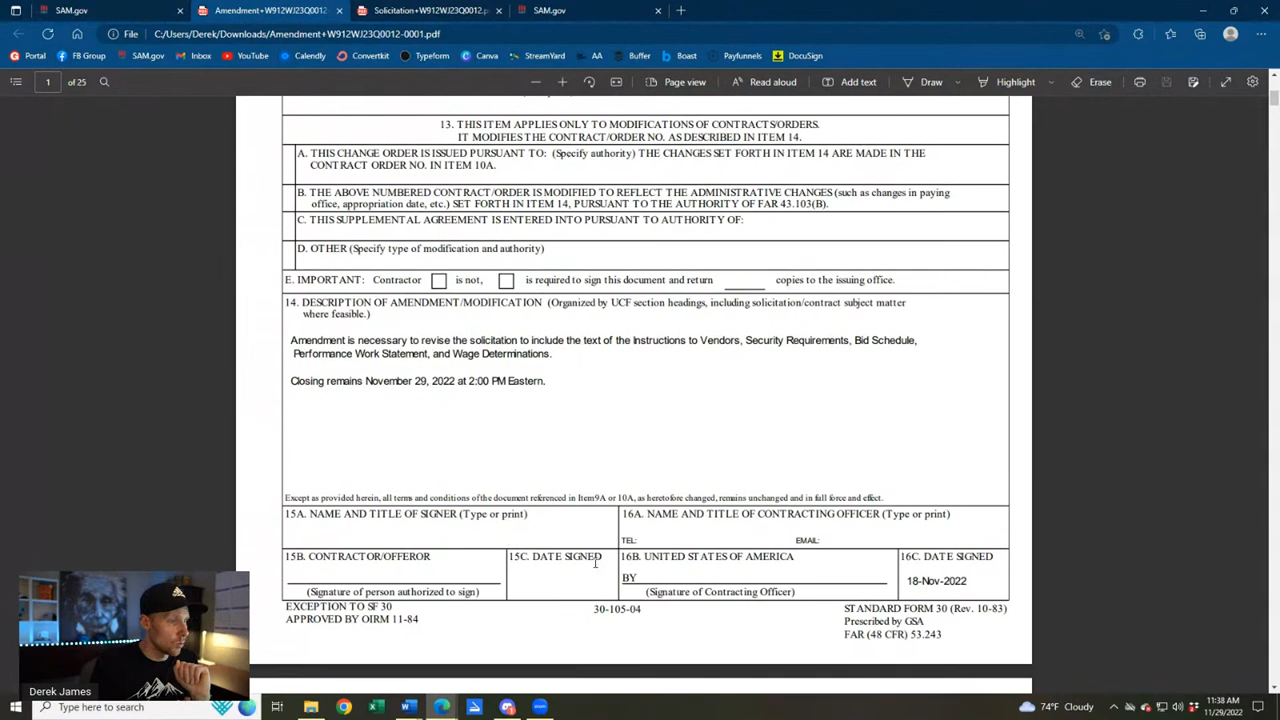 SAM.gov
Amendment+W912WJ23Q0012-
Solicitation+W912WJ23Q0012.p
SAM.gov
File C:/Users/Derek/Downloads/Amendment+W912WJ23Q0012-0001.pdf
Portal FB Group SAM.gov Inbox YouTube Calendly Convertkit Typeform Canva StreamYard AA Buffer Boast Payfunnels DocuSign
1 of 25 Page view Read aloud Add text Draw Highlight Erase
13. THIS ITEM APPLIES ONLY TO MODIFICATIONS OF CONTRACTS/ORDERS.
IT MODIFIES THE CONTRACT/ORDER NO. AS DESCRIBED IN ITEM 14.
A. THIS CHANGE ORDER IS ISSUED PURSUANT TO: (Specify authority) THE CHANGES SET FORTH IN ITEM 14 ARE MADE IN THE
CONTRACT ORDER NO. IN ITEM 10A.
B. THE ABOVE NUMBERED CONTRACT/ORDER IS MODIFIED TO REFLECT THE ADMINISTRATIVE CHANGES (such as changes in paying
office, appropriation date, etc.) SET FORTH IN ITEM 14, PURSUANT TO THE AUTHORITY OF FAR 43.103(B).
C. THIS SUPPLEMENTAL AGREEMENT IS ENTERED INTO PURSUANT TO AUTHORITY OF:
D. OTHER (Specify type of modification and authority)
E. IMPORTANT: Contractor is not, is required to sign this document and return copies to the issuing office.
14. DESCRIPTION OF AMENDMENT/MODIFICATION (Organized by UCF section headings, including solicitation/contract subject matter
where feasible.)
Amendment is necessary to revise the solicitation to include the text of the Instructions to Vendors, Security Requirements, Bid Schedule,
Performance Work Statement, and Wage Determinations.
Closing remains November 29, 2022 at 2:00 PM Eastern.
Except as provided herein, all terms and conditions of the document referenced in Item9A or 10A, as heretofore changed, remains unchanged and in full force and effect.
15A. NAME AND TITLE OF SIGNER (Type or print)
16A. NAME AND TITLE OF CONTRACTING OFFICER (Type or print)
TEL: EMAIL:
15B. CONTRACTOR/OFFEROR
15C. DATE SIGNED
16B. UNITED STATES OF AMERICA
16C. DATE SIGNED
BY
18-Nov-2022
(Signature of person authorized to sign)
(Signature of Contracting Officer)
EXCEPTION TO SF 30
APPROVED BY OIRM 11-84
30-105-04
STANDARD FORM 30 (Rev. 10-83)
Prescribed by GSA
FAR (48 CFR) 53.243
Derek James
Type here to search
74°F Cloudy
11:38 AM
11/29/2022